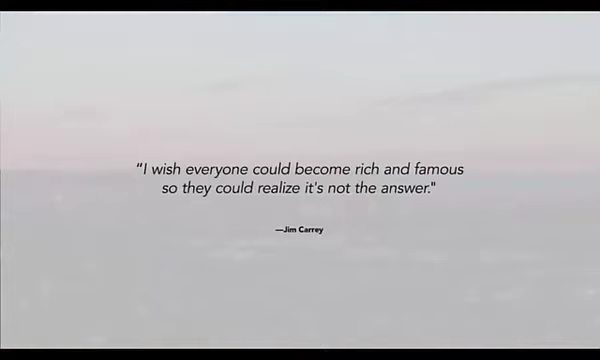 “I wish everyone could become rich and famous
so they could realize it's not the answer."
—Jim Carrey